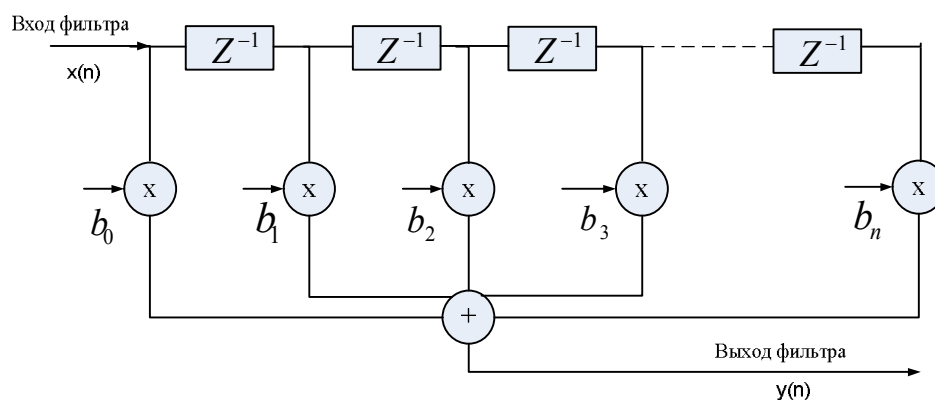 Вход фильтра
x(n)
Z⁻¹ Z⁻¹ Z⁻¹ Z⁻¹
x x x x x
b₀ b₁ b₂ b₃ bₙ
+
Выход фильтра
y(n)